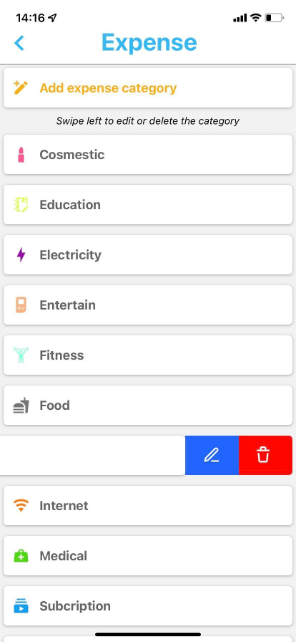 14:16
Expense
Add expense category
Swipe left to edit or delete the category
Cosmestic
Education
Electricity
Entertain
Fitness
Food
Internet
Medical
Subcription